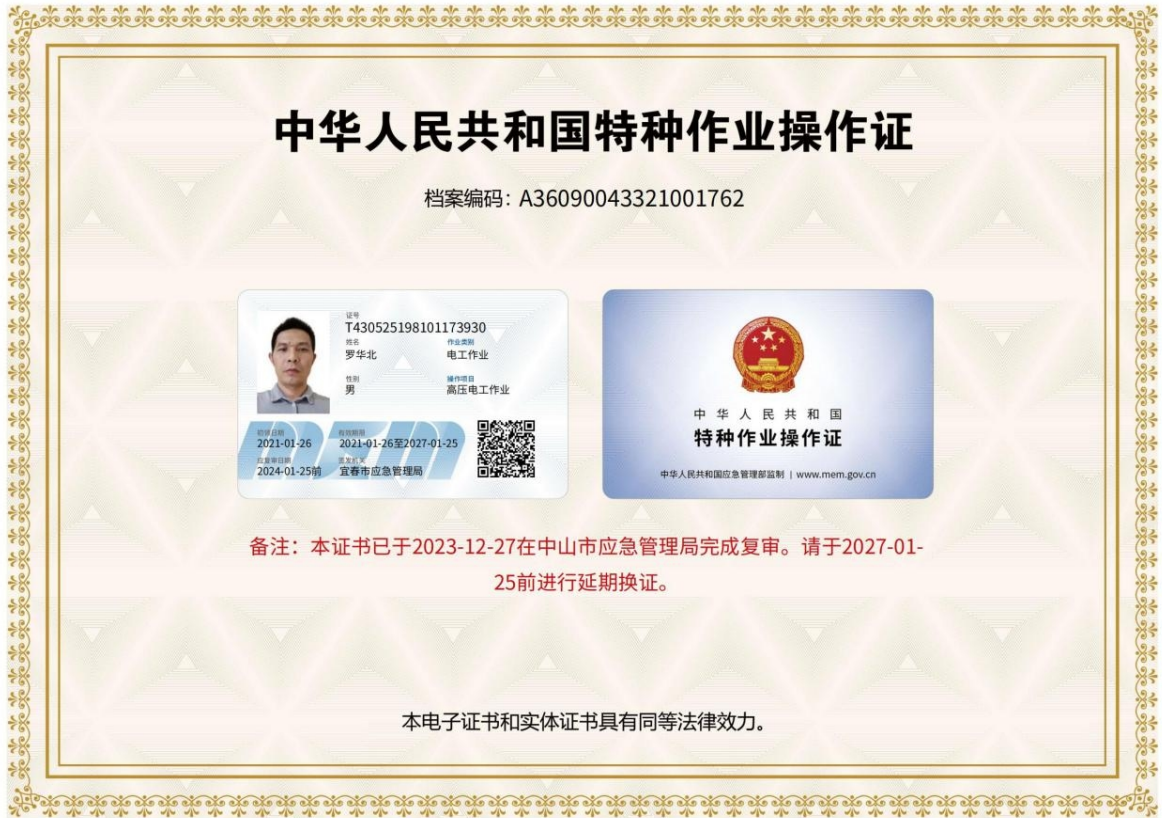 中华人民共和国特种作业操作证
档案编码：A36090043321001762
证号
T430525198101173930
姓名 作业类别
罗华北 电工作业
性别 操作项目
男 高压电工作业
初领日期 有效期限
2021-01-26 2021-01-26至2027-01-25
应复审日期 签发机关
2024-01-25前 宜春市应急管理局
中华人民共和国
特种作业操作证
中华人民共和国应急管理部监制 | www.mem.gov.cn
备注：本证书已于2023-12-27在中山市应急管理局完成复审。请于2027-01-
25前进行延期换证。
本电子证书和实体证书具有同等法律效力。